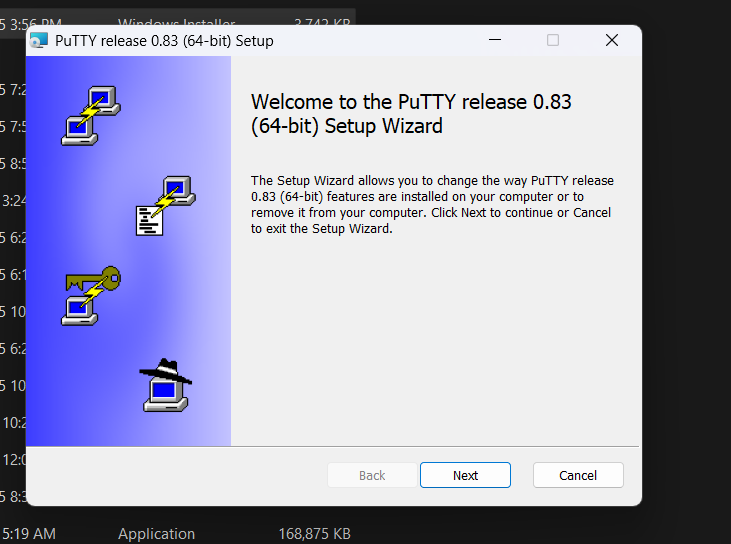 5 3:56 PM Windows Installer 3,742 KB
PuTTY release 0.83 (64-bit) Setup
5 7:2
Welcome to the PuTTY release 0.83
(64-bit) Setup Wizard
5 7:5
5 8:5
The Setup Wizard allows you to change the way PuTTY release
0.83 (64-bit) features are installed on your computer or to
remove it from your computer. Click Next to continue or Cancel
to exit the Setup Wizard.
3:24
5 6:2
5 6:1
5 10
5 6:2
5 10
10:2
12:0
Back Next Cancel
5 8:3
5:19 AM Application 168,875 KB